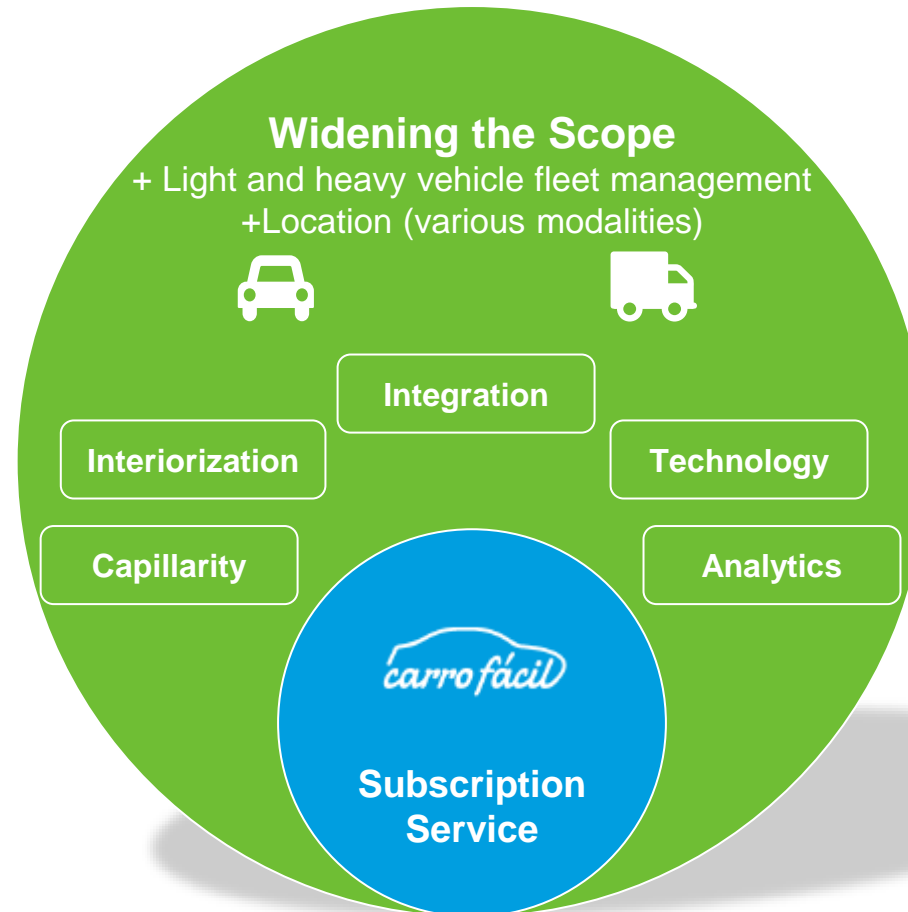 Widening the Scope
+ Light and heavy vehicle fleet management
+Location (various modalities)
Integration
Interiorization
Technology
Capillarity
Analytics
carro fácil
Subscription
Service